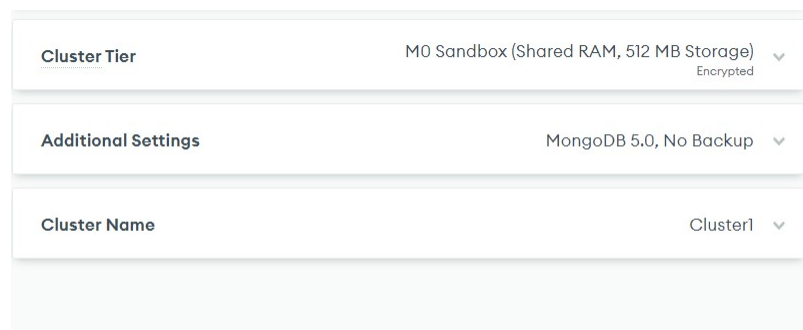 Cluster Tier
M0 Sandbox (Shared RAM, 512 MB Storage)
Encrypted
Additional Settings
MongoDB 5.0, No Backup
Cluster Name
Cluster1